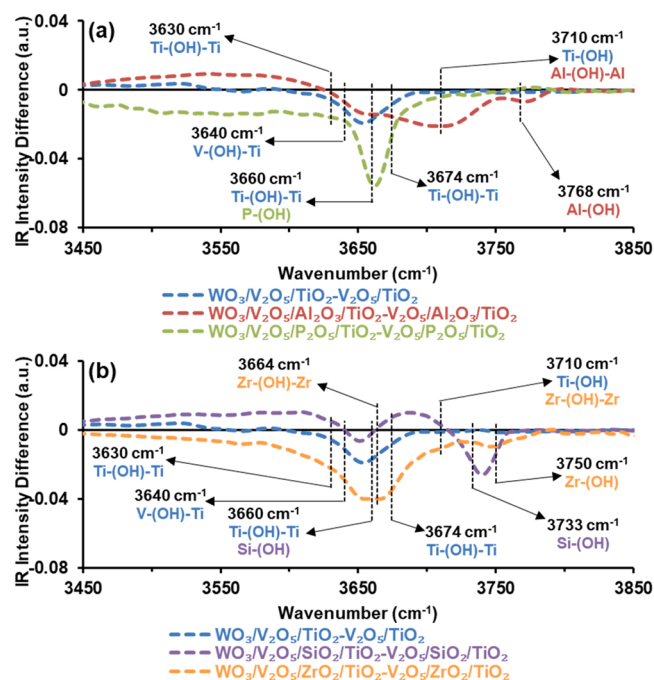 (a)
IR Intensity Difference (a.u.)
0.04
0
-0.04
-0.08
3630 cm⁻¹
Ti-(OH)-Ti
3710 cm⁻¹
Ti-(OH)
Al-(OH)-Al
3640 cm⁻¹
V-(OH)-Ti
3660 cm⁻¹
Ti-(OH)-Ti
P-(OH)
3674 cm⁻¹
Ti-(OH)-Ti
3768 cm⁻¹
Al-(OH)
3450 3550 3650 3750 3850
Wavenumber (cm⁻¹)
WO₃/V₂O₅/TiO₂-V₂O₅/TiO₂
WO₃/V₂O₅/Al₂O₃/TiO₂-V₂O₅/Al₂O₃/TiO₂
WO₃/V₂O₅/P₂O₅/TiO₂-V₂O₅/P₂O₅/TiO₂
(b)
IR Intensity Difference (a.u.)
0.04
0
-0.04
-0.08
3664 cm⁻¹
Zr-(OH)-Zr
3710 cm⁻¹
Ti-(OH)
Zr-(OH)-Zr
3630 cm⁻¹
Ti-(OH)-Ti
3640 cm⁻¹
V-(OH)-Ti
3660 cm⁻¹
Ti-(OH)-Ti
Si-(OH)
3674 cm⁻¹
Ti-(OH)-Ti
3750 cm⁻¹
Zr-(OH)
3733 cm⁻¹
Si-(OH)
3450 3550 3650 3750 3850
Wavenumber (cm⁻¹)
WO₃/V₂O₅/TiO₂-V₂O₅/TiO₂
WO₃/V₂O₅/SiO₂/TiO₂-V₂O₅/SiO₂/TiO₂
WO₃/V₂O₅/ZrO₂/TiO₂-V₂O₅/ZrO₂/TiO₂